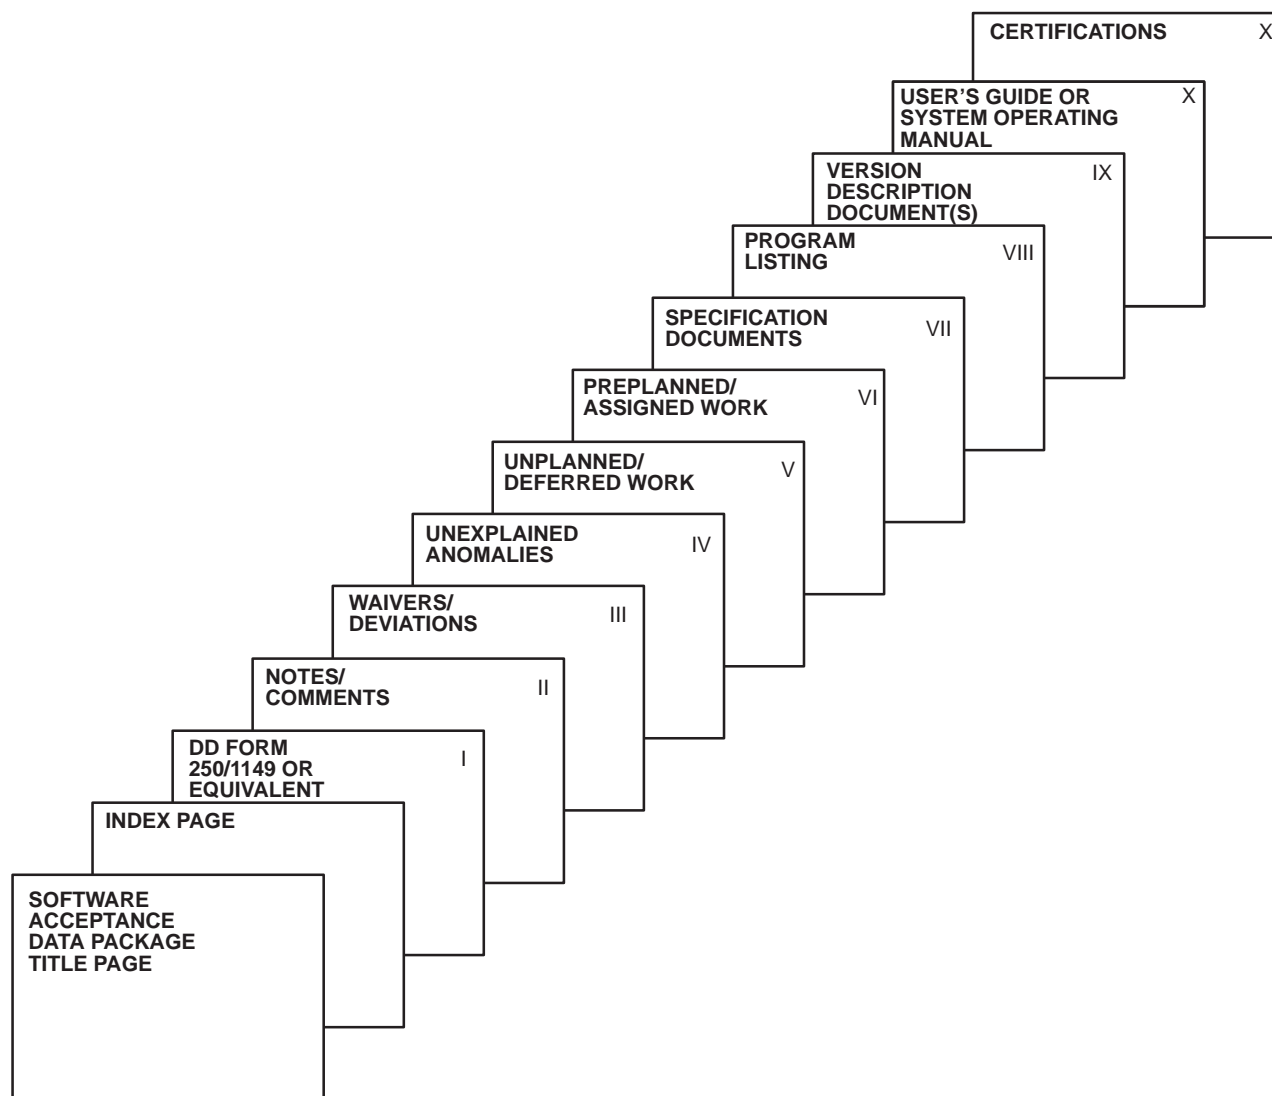 CERTIFICATIONS X
USER'S GUIDE OR X
SYSTEM OPERATING
MANUAL
VERSION IX
DESCRIPTION
DOCUMENT(S)
PROGRAM VIII
LISTING
SPECIFICATION VII
DOCUMENTS
PREPLANNED/ VI
ASSIGNED WORK
UNPLANNED/ V
DEFERRED WORK
UNEXPLAINED IV
ANOMALIES
WAIVERS/ III
DEVIATIONS
NOTES/ II
COMMENTS
DD FORM I
250/1149 OR
EQUIVALENT
INDEX PAGE
SOFTWARE
ACCEPTANCE
DATA PACKAGE
TITLE PAGE